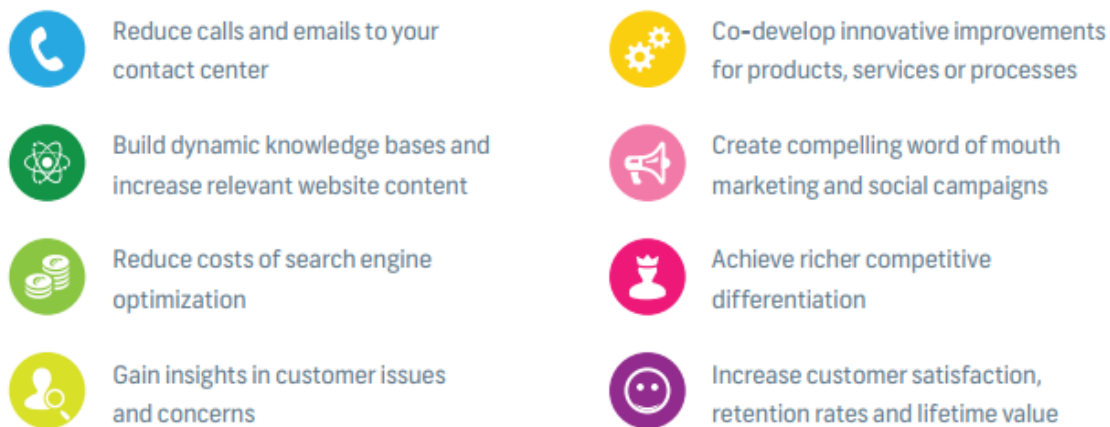 Reduce calls and emails to your
contact center
Build dynamic knowledge bases and
increase relevant website content
Reduce costs of search engine
optimization
Gain insights in customer issues
and concerns
Co-develop innovative improvements
for products, services or processes
Create compelling word of mouth
marketing and social campaigns
Achieve richer competitive
differentiation
Increase customer satisfaction,
retention rates and lifetime value